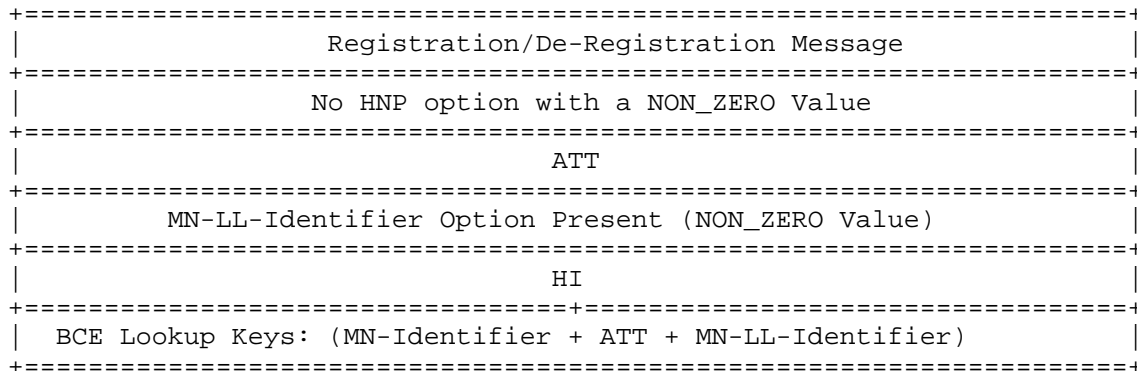 +=====================================================================+
|                   Registration/De-Registration Message              |
+=====================================================================+
|                  No HNP option with a NON_ZERO Value                |
+=====================================================================+
|                                 ATT                                 |
+=====================================================================+
|         MN-LL-Identifier Option Present (NON_ZERO Value)            |
+=====================================================================+
|                                 HI                                  |
+==================================+==================================+
|  BCE Lookup Keys: (MN-Identifier + ATT + MN-LL-Identifier)          |
+=====================================================================+